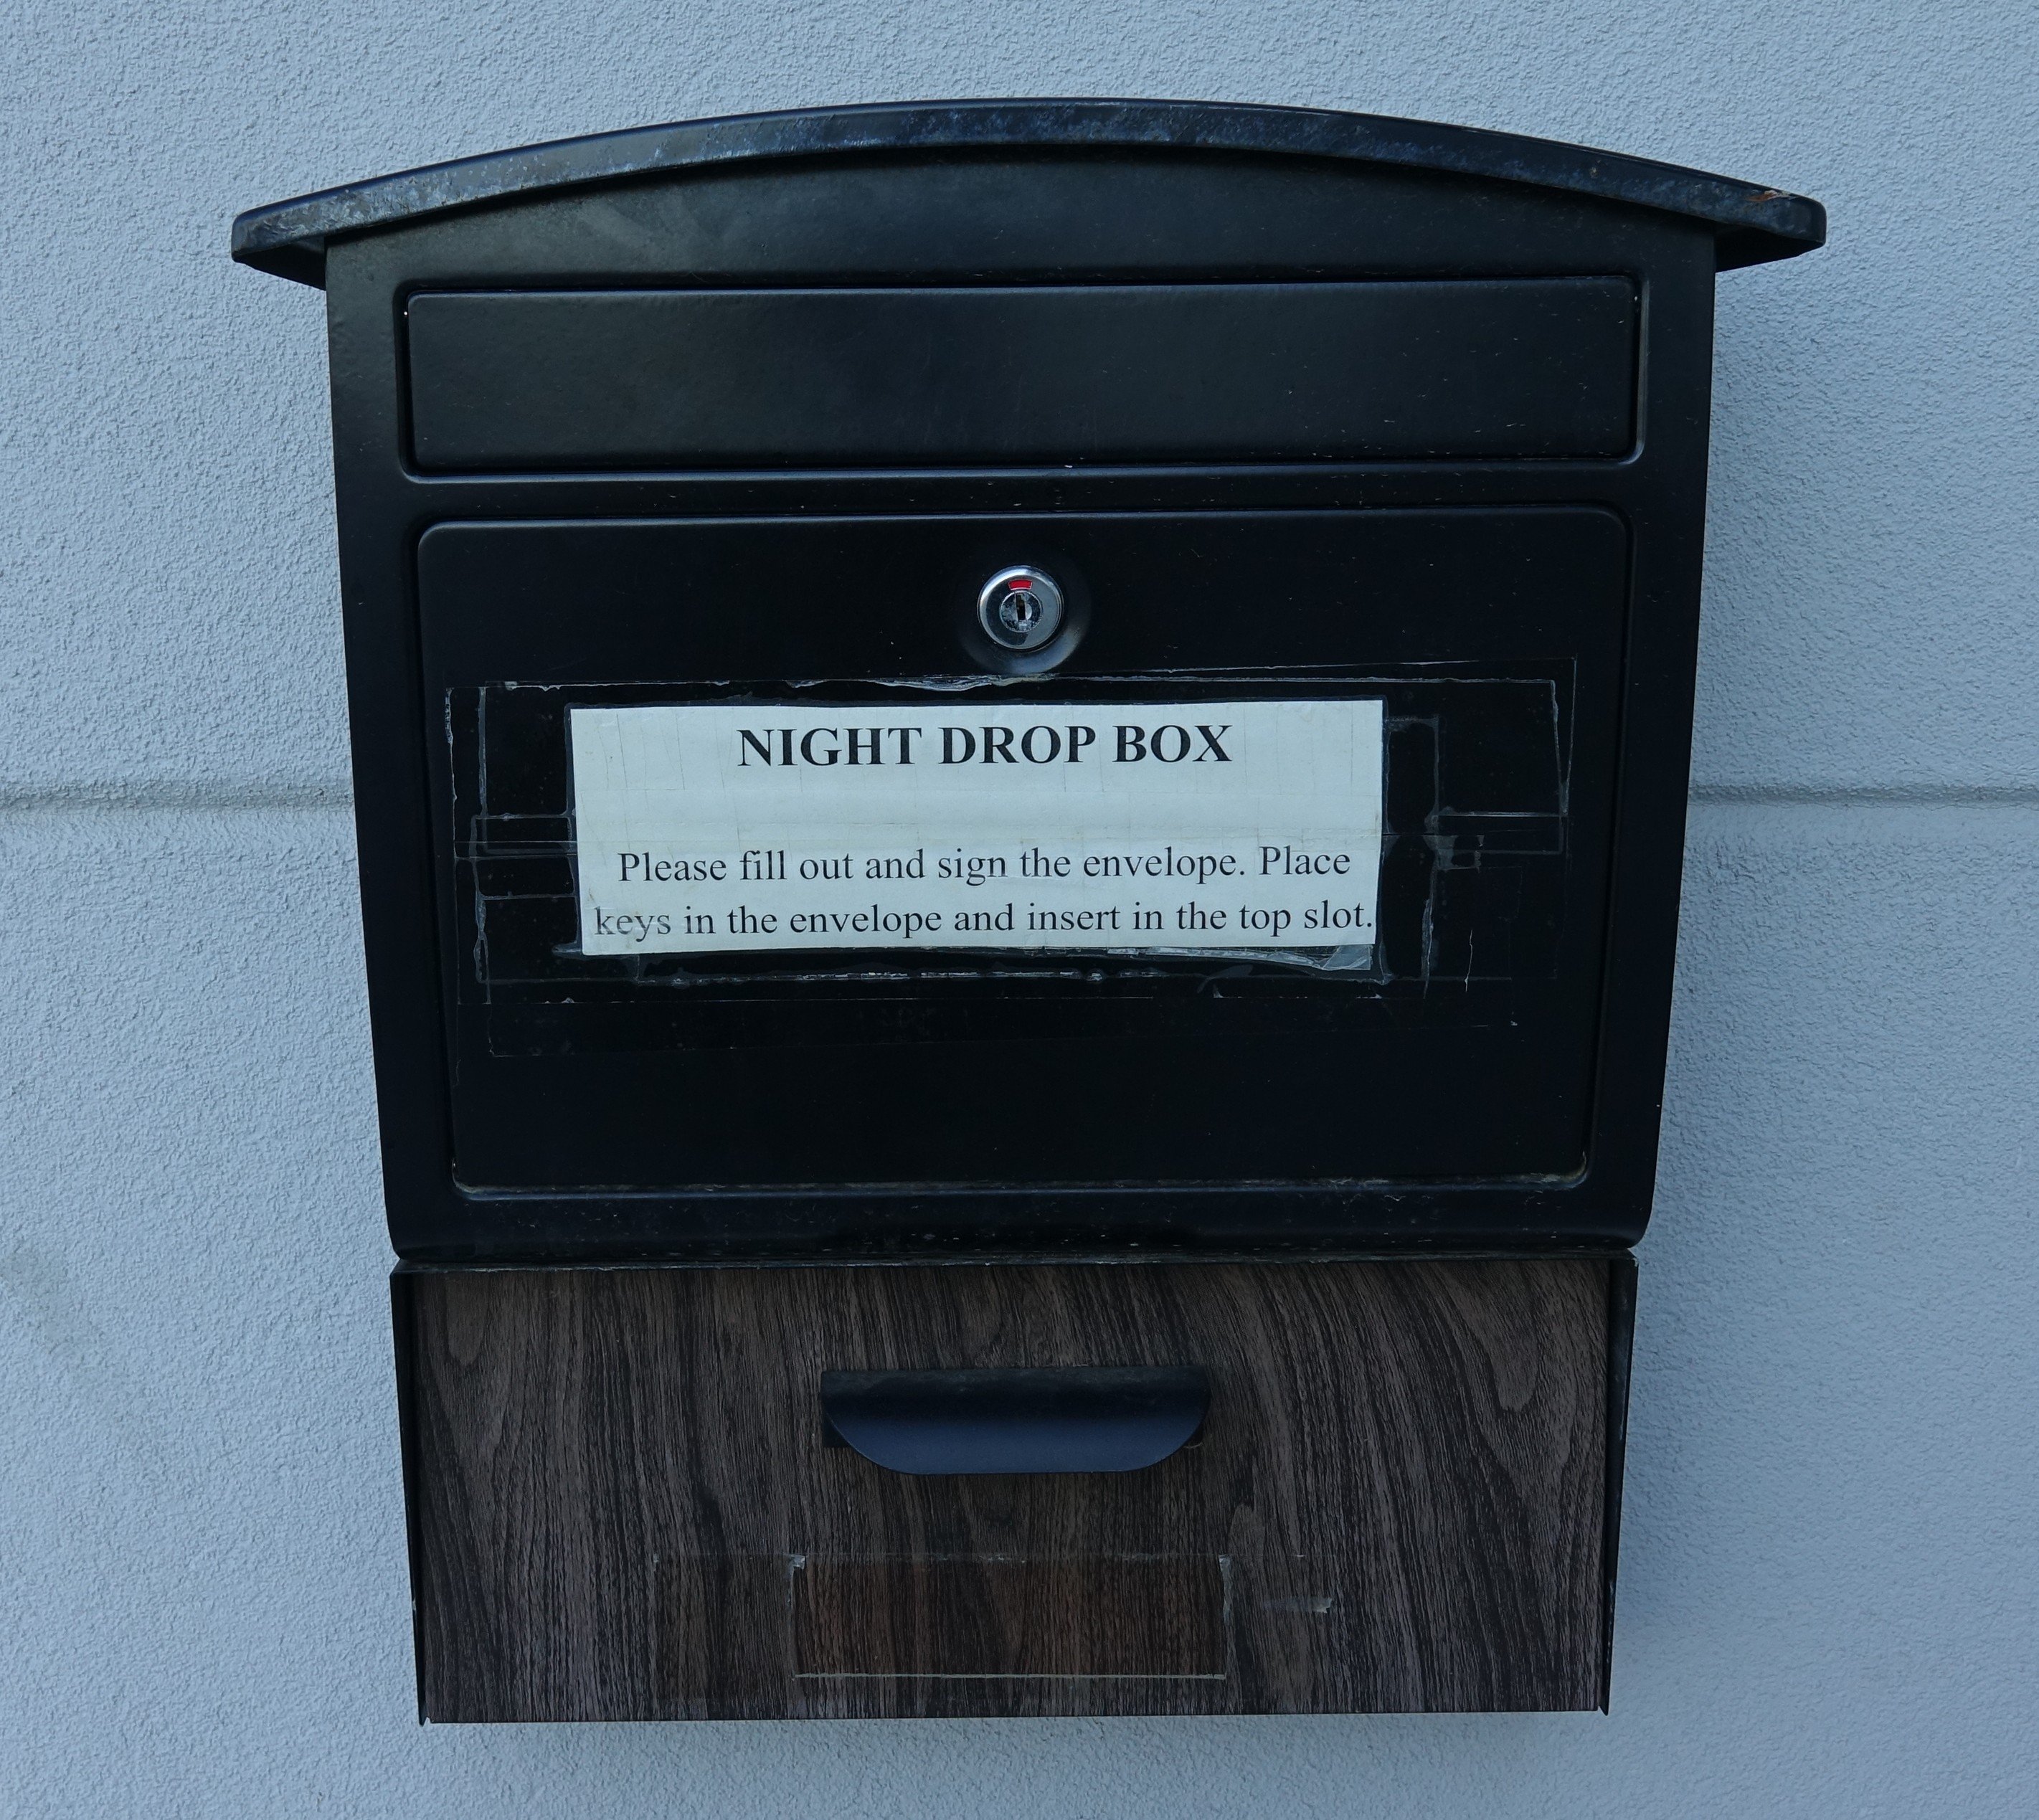 NIGHT DROP BOX
Please fill out and sign the envelope. Place
keys in the envelope and insert in the top slot.